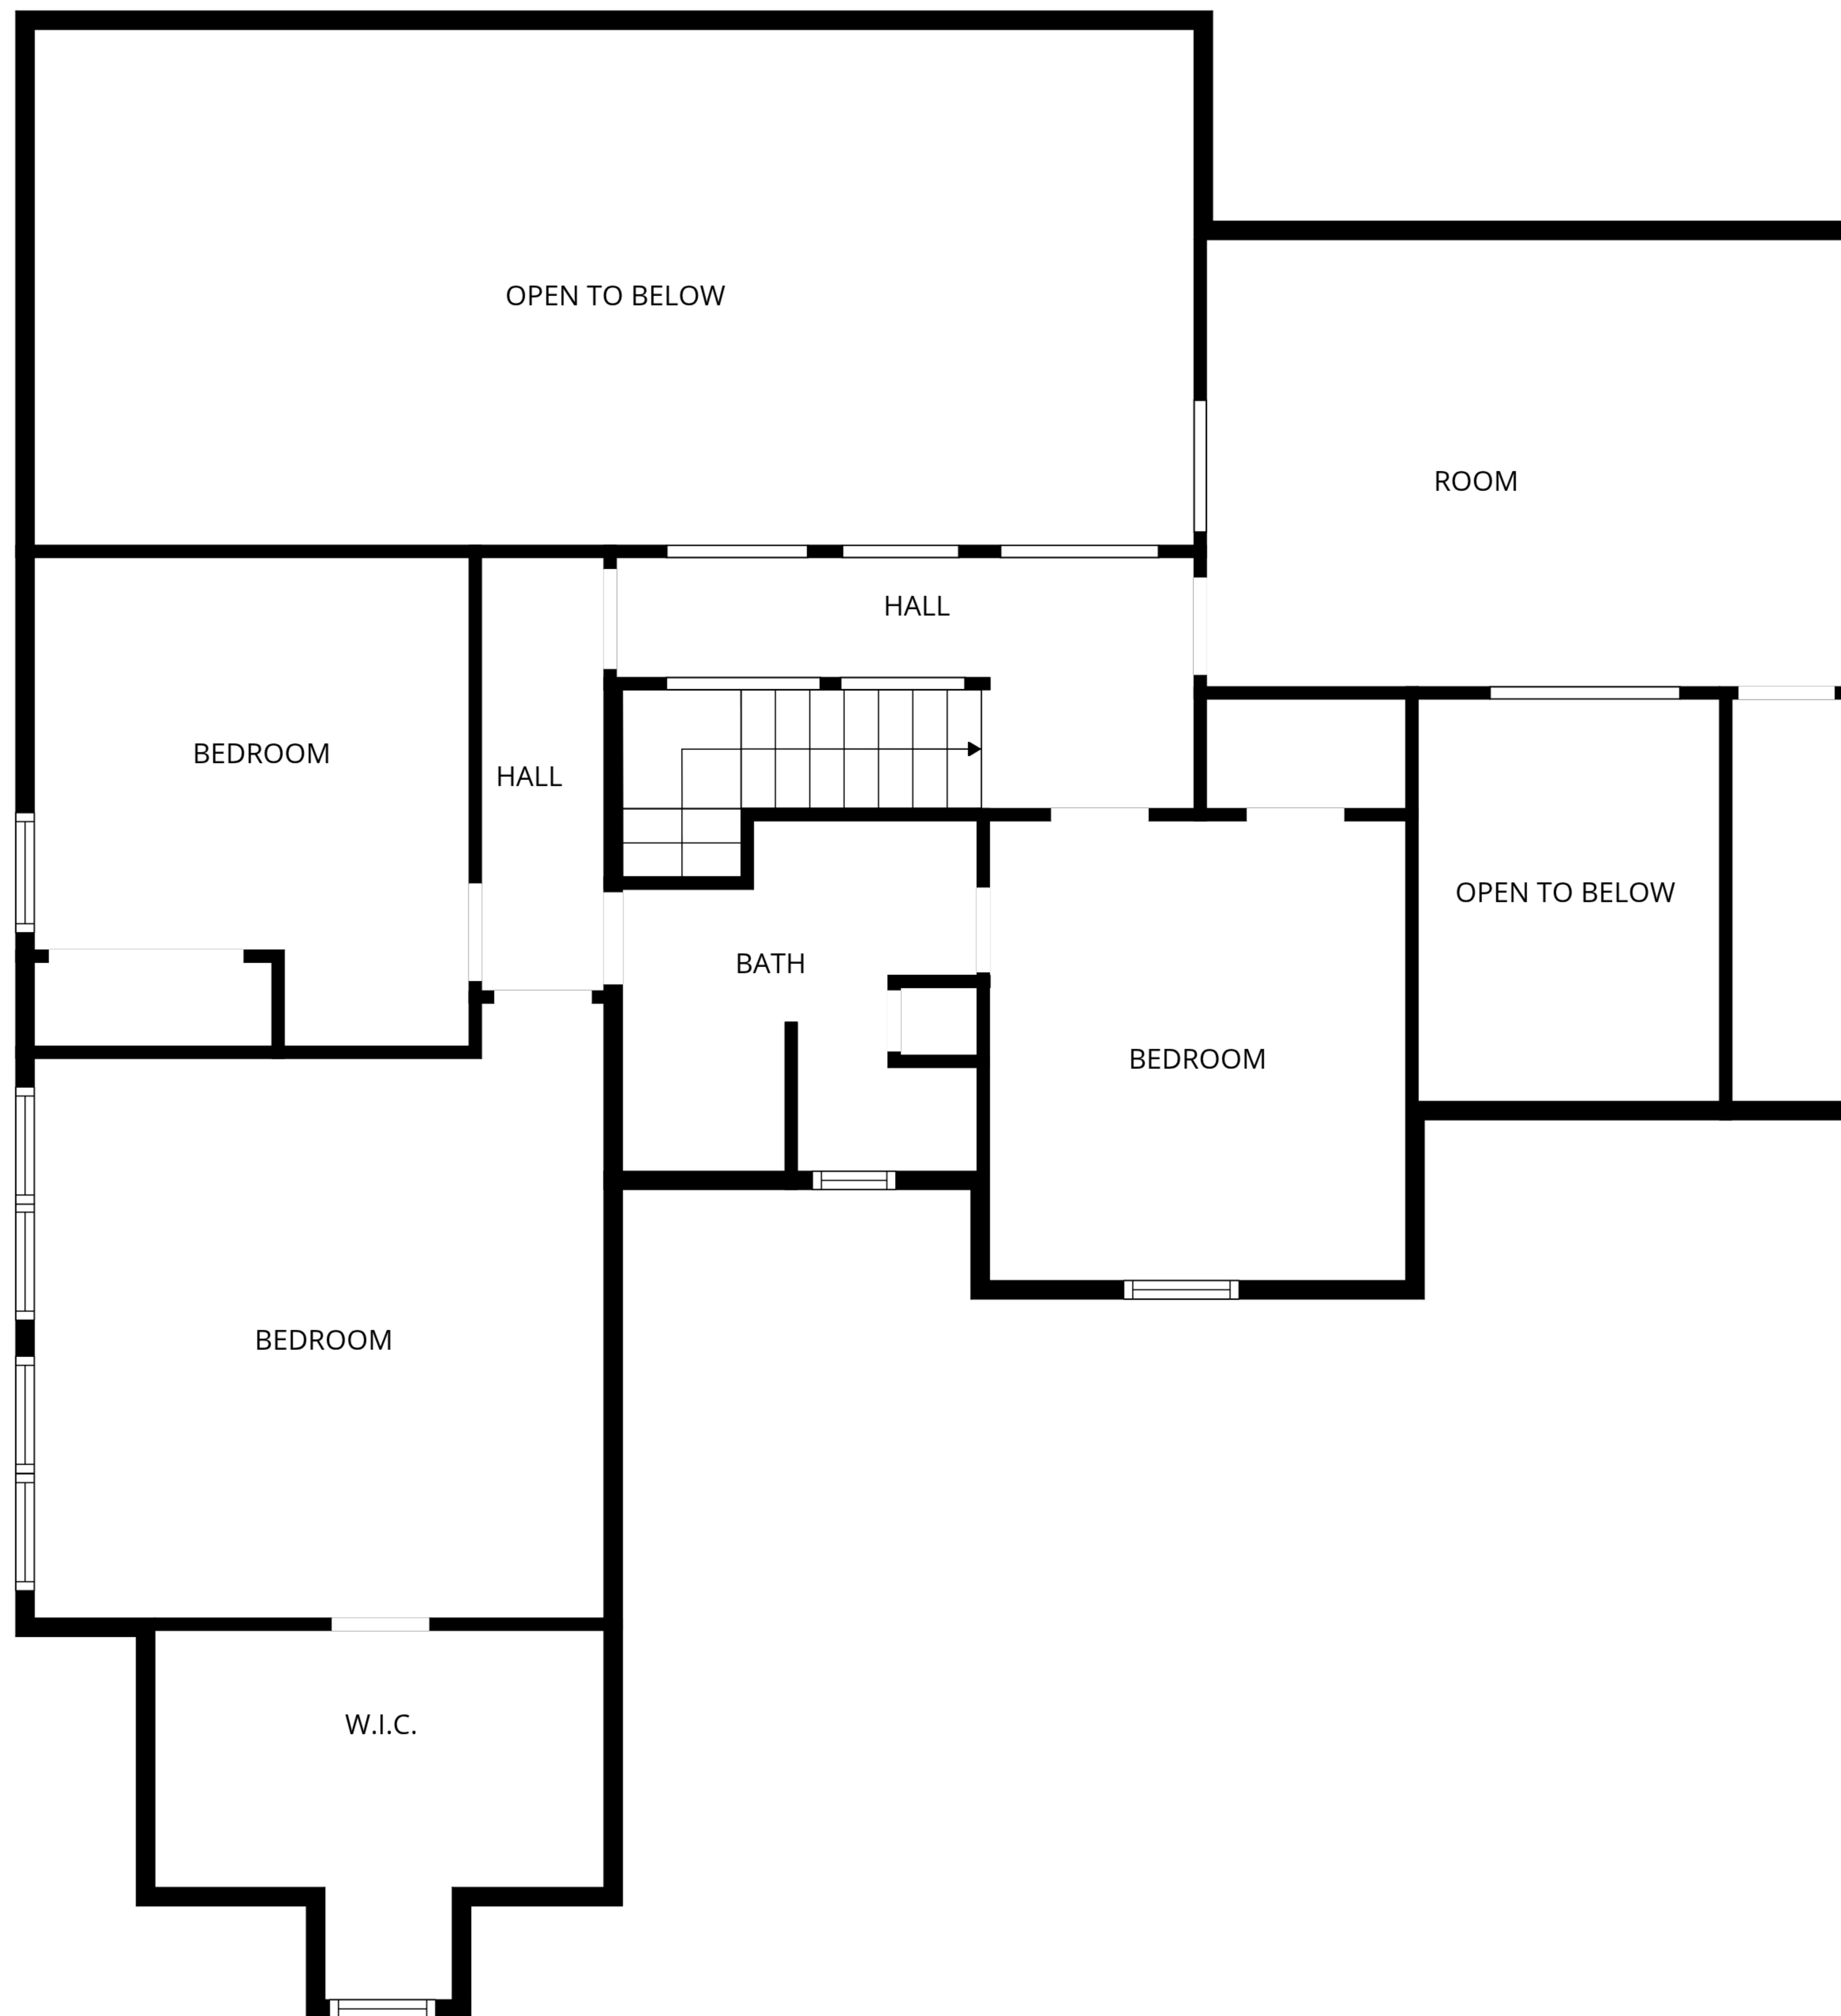 OPEN TO BELOW
ROOM
HALL
BEDROOM
HALL
OPEN TO BELOW
BATH
BEDROOM
BEDROOM
W.I.C.